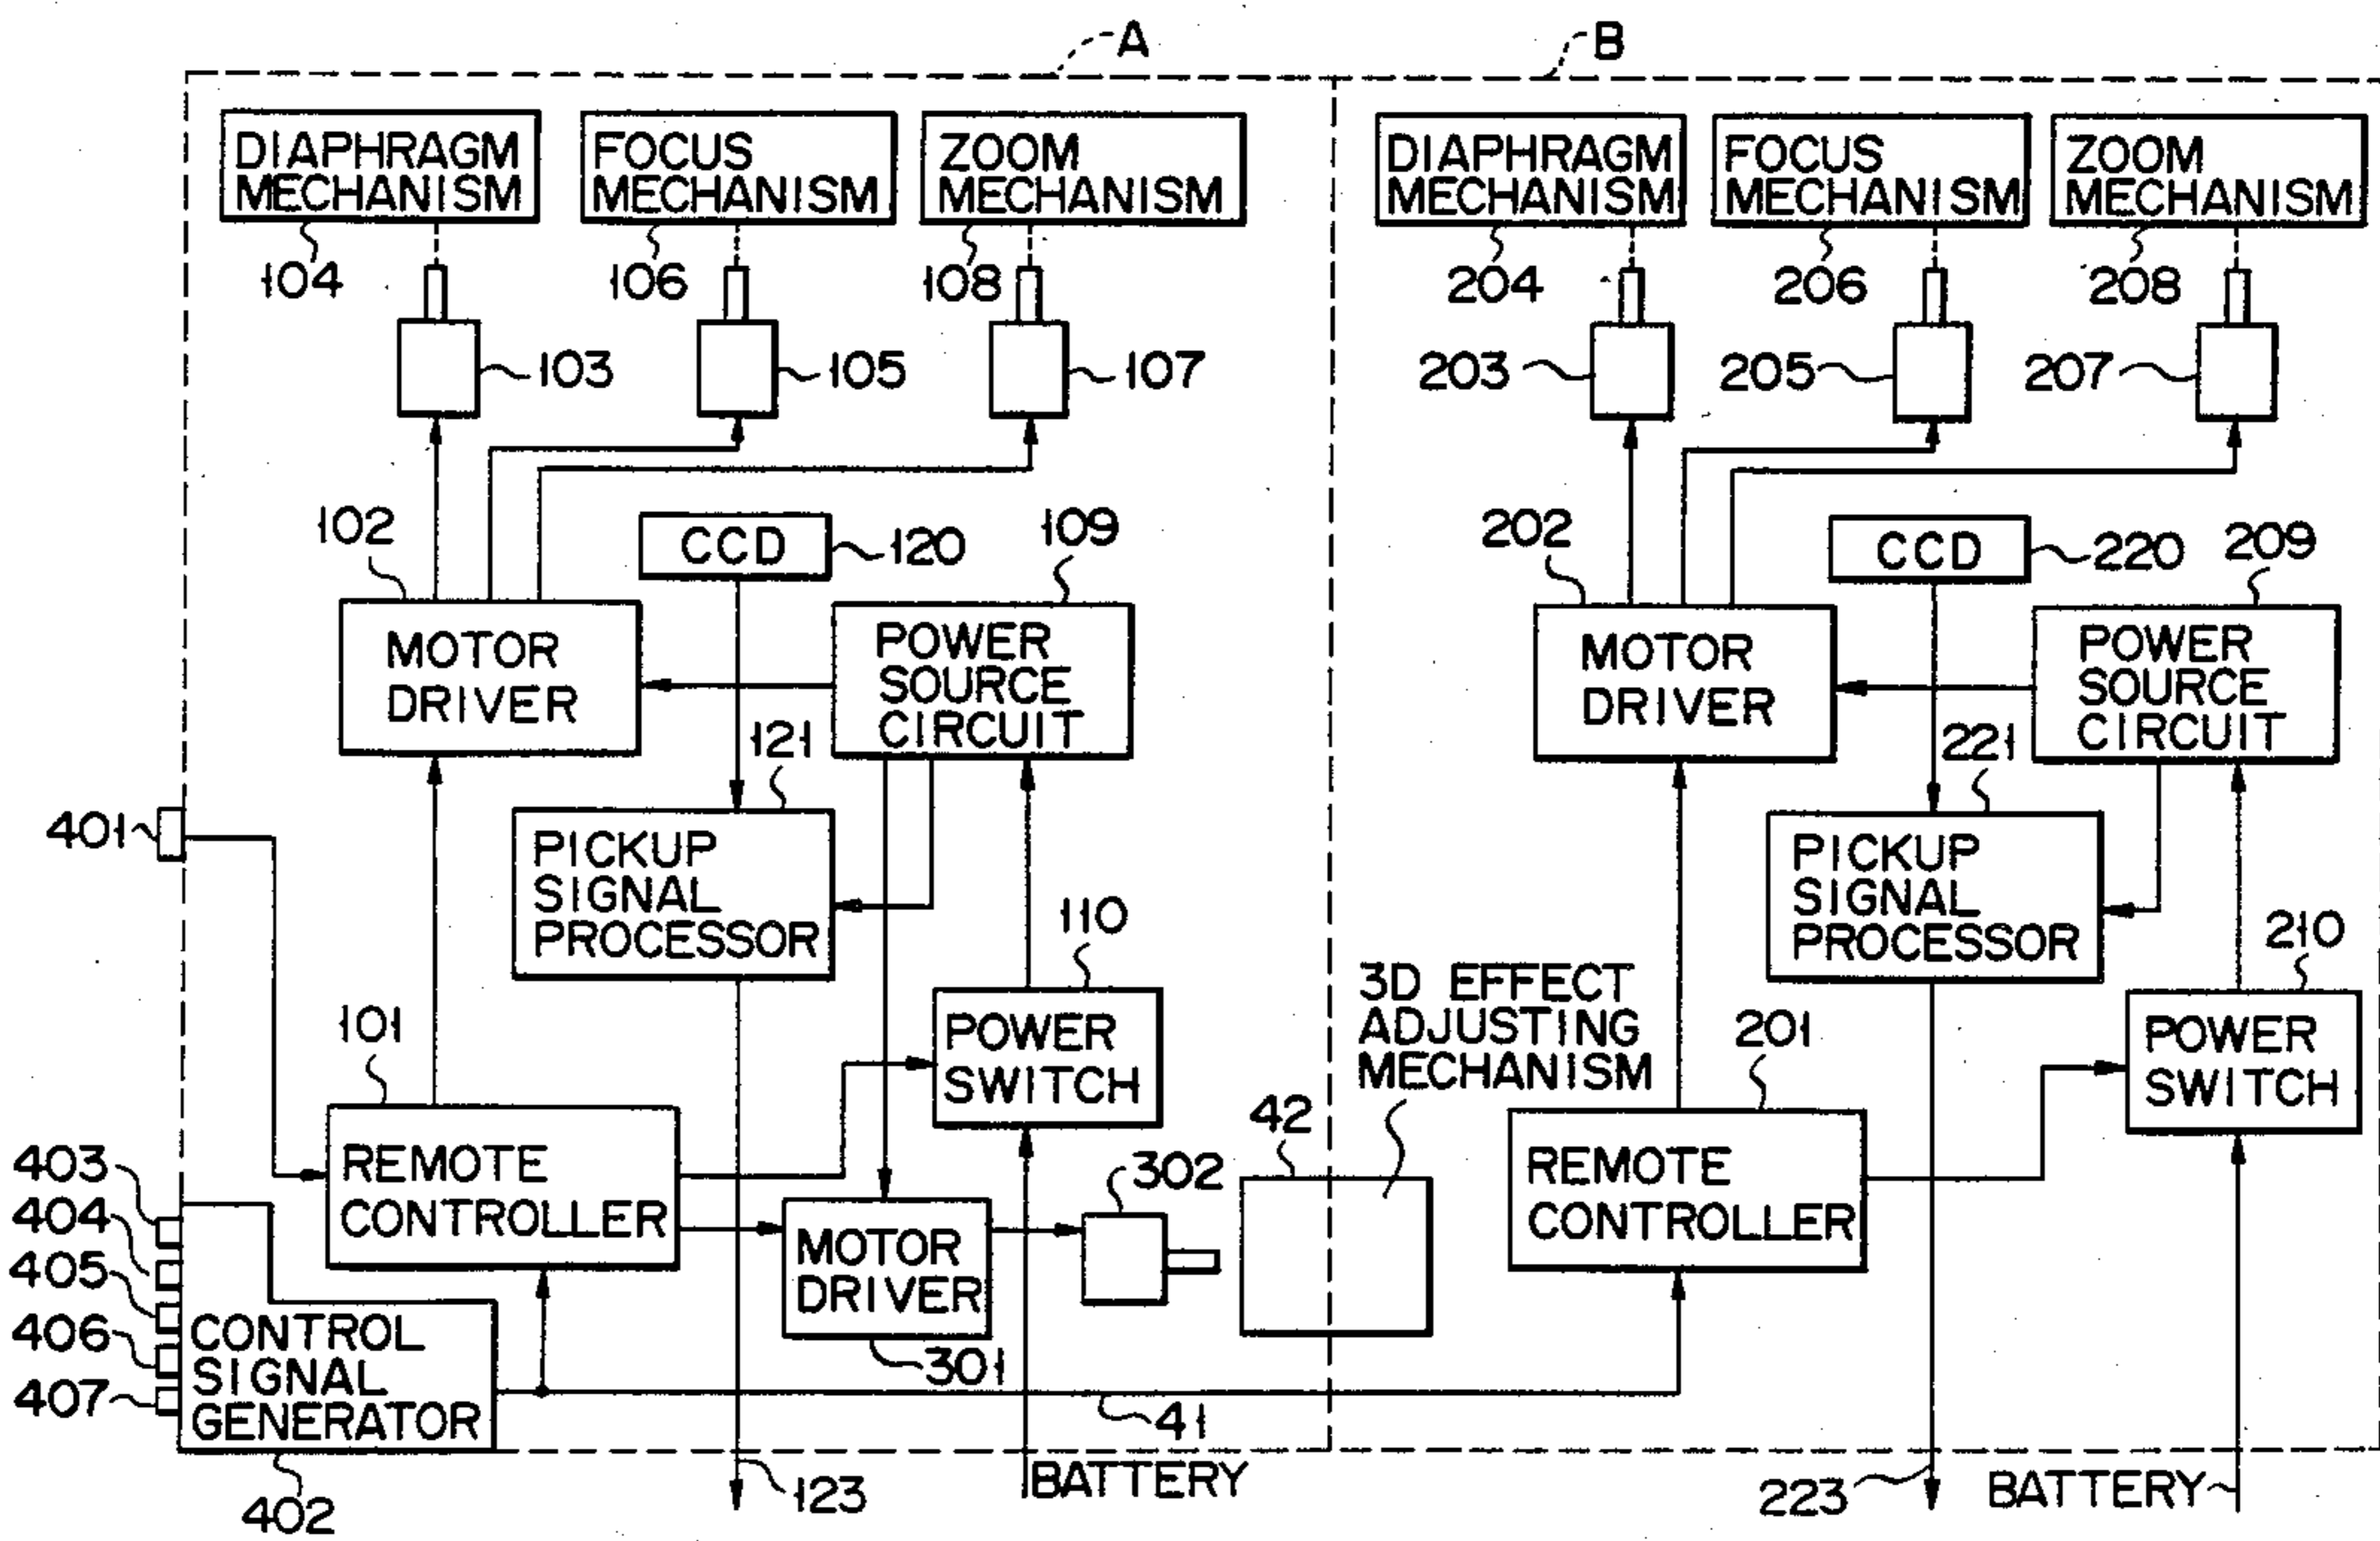 A
B
DIAPHRAGM
MECHANISM
FOCUS
MECHANISM
ZOOM
MECHANISM
DIAPHRAGM
MECHANISM
FOCUS
MECHANISM
ZOOM
MECHANISM
104
106
108
204
206
208
103
105
107
203
205
207
102
CCD
120
109
202
CCD
220
209
MOTOR
DRIVER
POWER
SOURCE
CIRCUIT
121
MOTOR
DRIVER
POWER
SOURCE
CIRCUIT
221
401
PICKUP
SIGNAL
PROCESSOR
110
PICKUP
SIGNAL
PROCESSOR
210
101
POWER
SWITCH
3D EFFECT
ADJUSTING
MECHANISM
201
POWER
SWITCH
403
404
405
406
407
REMOTE
CONTROLLER
302
42
REMOTE
CONTROLLER
MOTOR
DRIVER
301
CONTROL
SIGNAL
GENERATOR
41
402
123
BATTERY
223
BATTERY